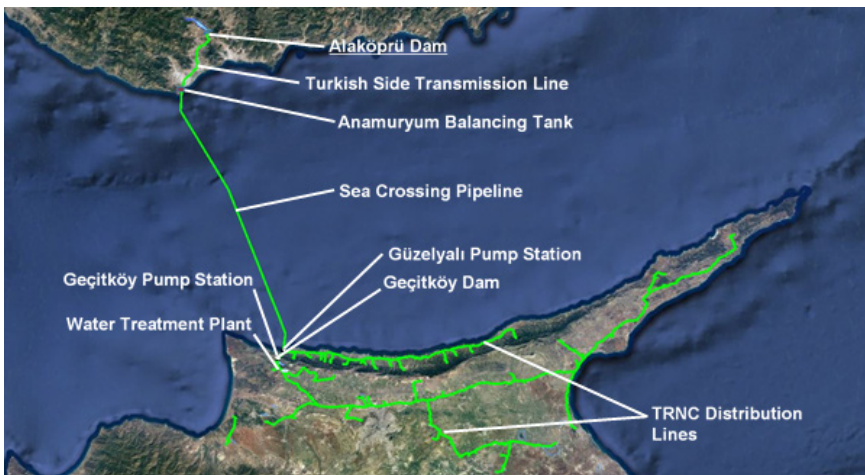 Alaköprü Dam
Turkish Side Transmission Line
Anamuryum Balancing Tank
Sea Crossing Pipeline
Güzelyalı Pump Station
Geçitköy Pump Station
Geçitköy Dam
Water Treatment Plant
TRNC Distribution
Lines